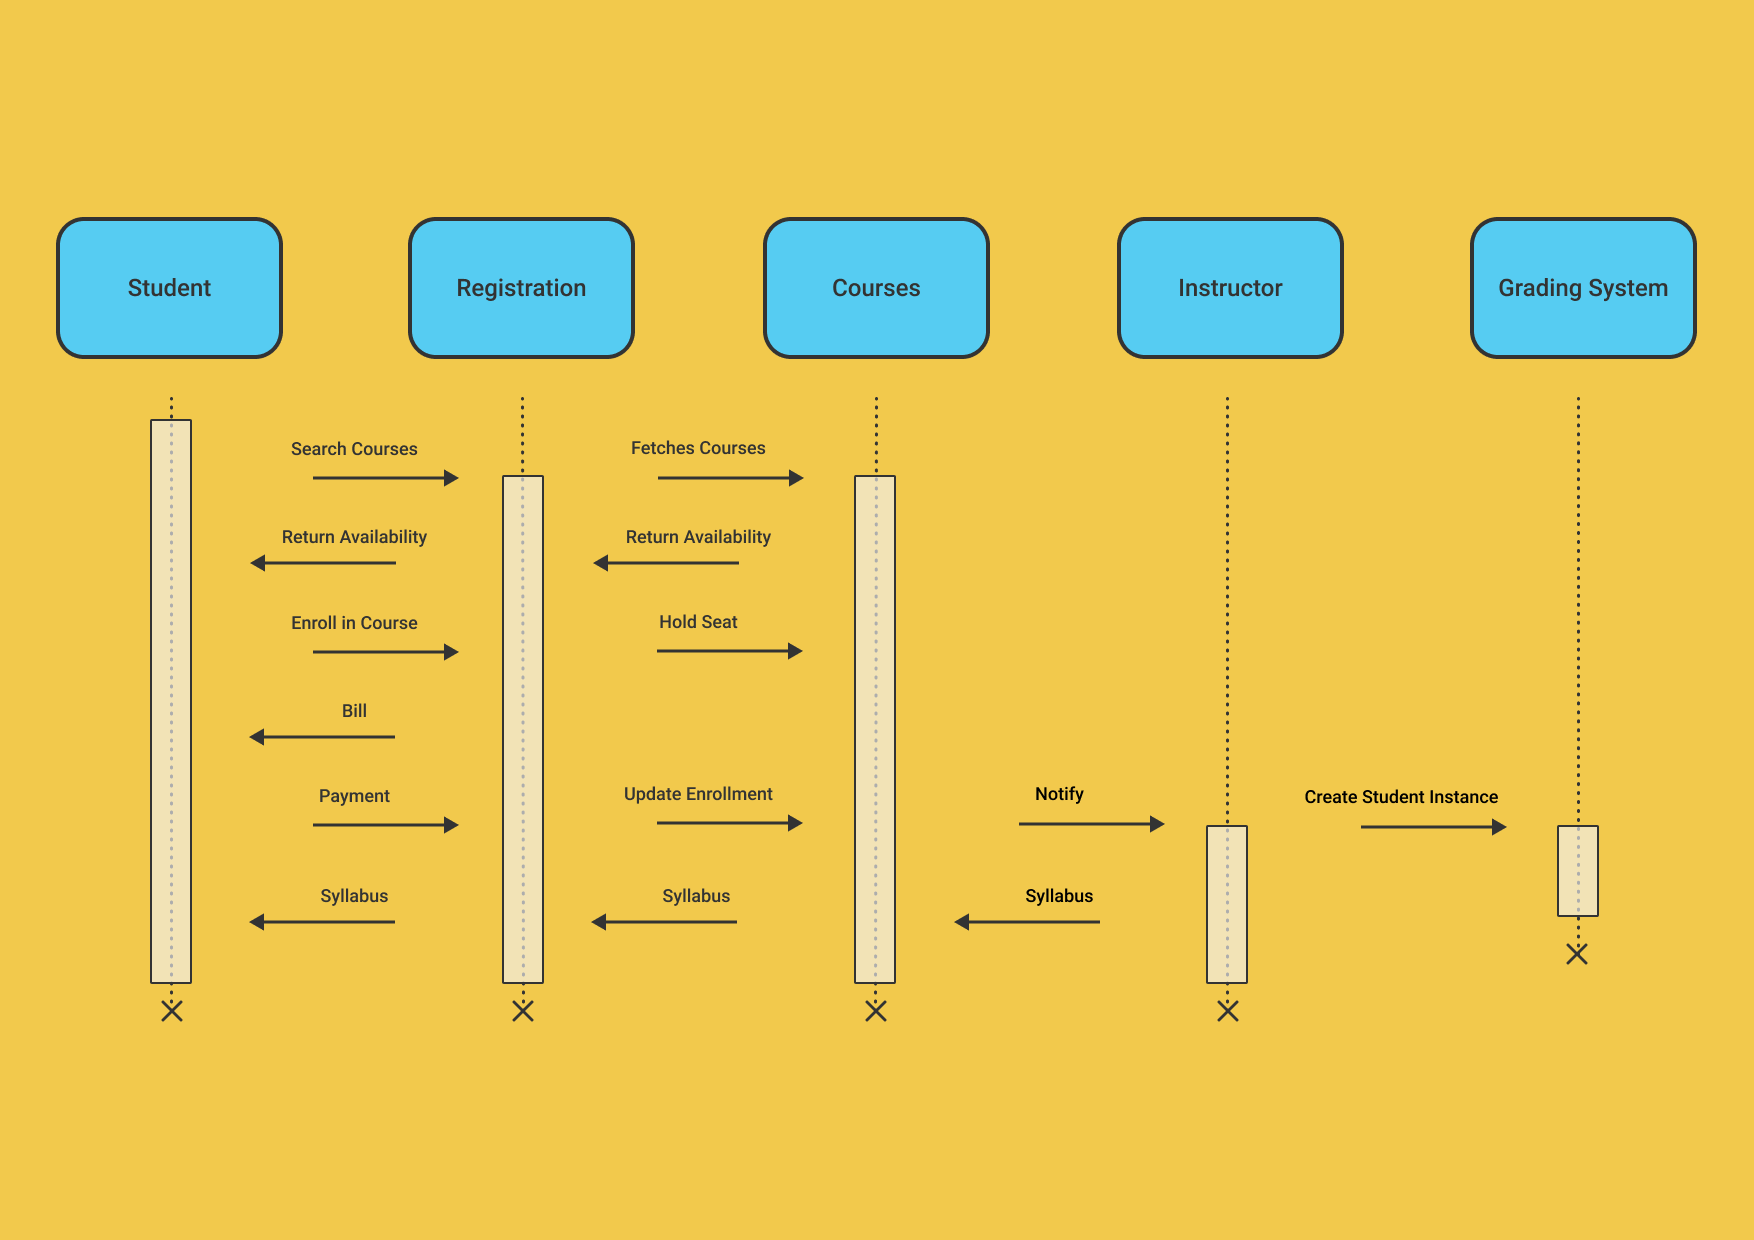 Student
Registration
Courses
Instructor
Grading System
Search Courses
Fetches Courses
Return Availability
Return Availability
Enroll in Course
Hold Seat
Bill
Payment
Update Enrollment
Notify
Create Student Instance
Syllabus
Syllabus
Syllabus